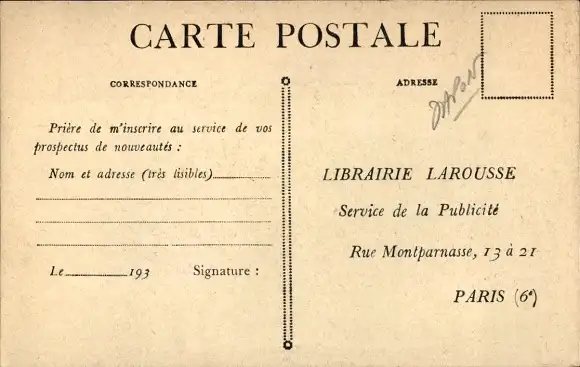 CARTE POSTALE
CORRESPONDANCE
ADRESSE
JAPON
Prière de m'inscrire au service de vos
prospectus de nouveautés :
Nom et adresse (très lisibles)
Le 193 Signature :
LIBRAIRIE LAROUSSE
Service de la Publicité
Rue Montparnasse, 13 à 21
PARIS (6e)